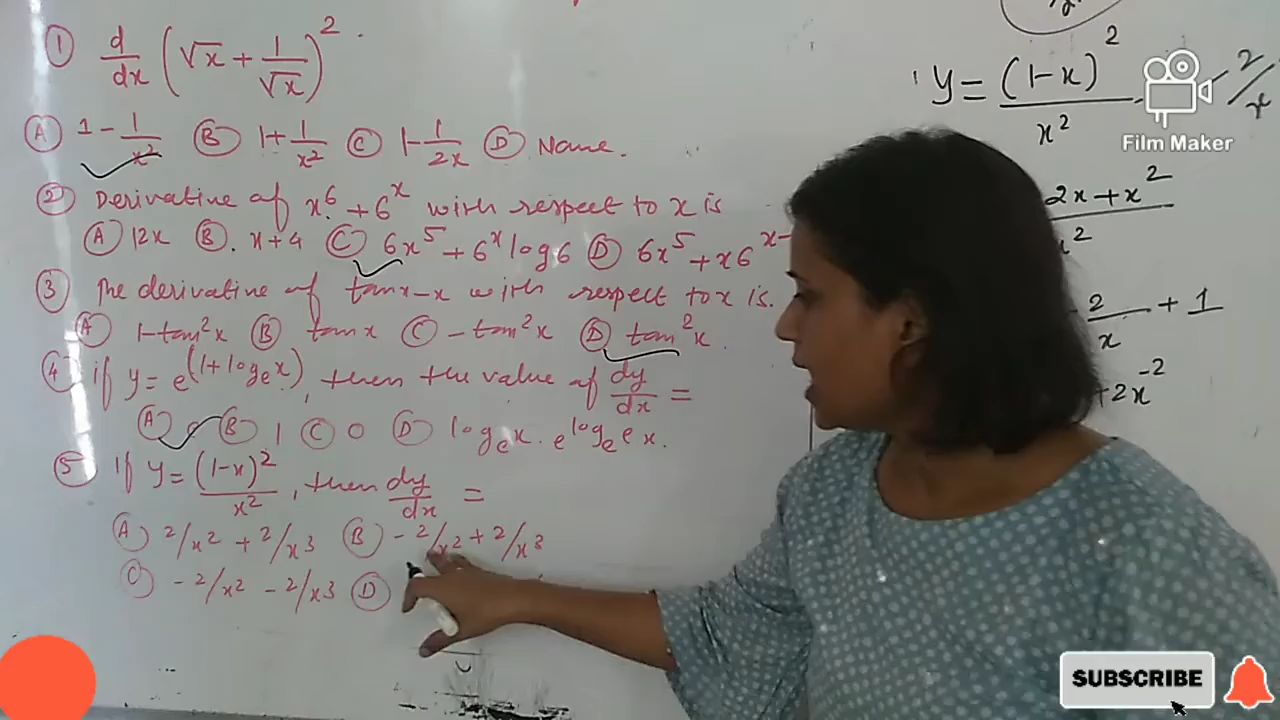 ① d/dx (√x + 1/√x)²
Ⓐ 1 - 1/x² Ⓑ 1 + 1/x² Ⓒ 1 - 1/2x Ⓓ None.
② Derivative of x⁶ + 6ˣ with respect to x is
Ⓐ 12x Ⓑ x + 4 Ⓒ 6x⁵ + 6ˣ log 6 Ⓓ 6x⁵ + x6ˣ⁻
③ The derivative of tan x - x with respect to x is.
Ⓐ 1 - tan²x Ⓑ tan x Ⓒ - tan²x Ⓓ tan²x
④ if y = e^(1 + logₑx), then the value of dy/dx =
Ⓐ Ⓑ 1 Ⓒ 0 Ⓓ logₑx . e^logₑ ex.
⑤ If y = (1-x)²/x², then dy/dx =
Ⓐ 2/x² + 2/x3 Ⓑ - 2/x2 + 2/x3
Ⓒ - 2/x2 - 2/x3 Ⓓ
y = (1-x)²/x²
2/x
2x + x²
x²
2/x + 1
+ 2x⁻²
Film Maker
SUBSCRIBE